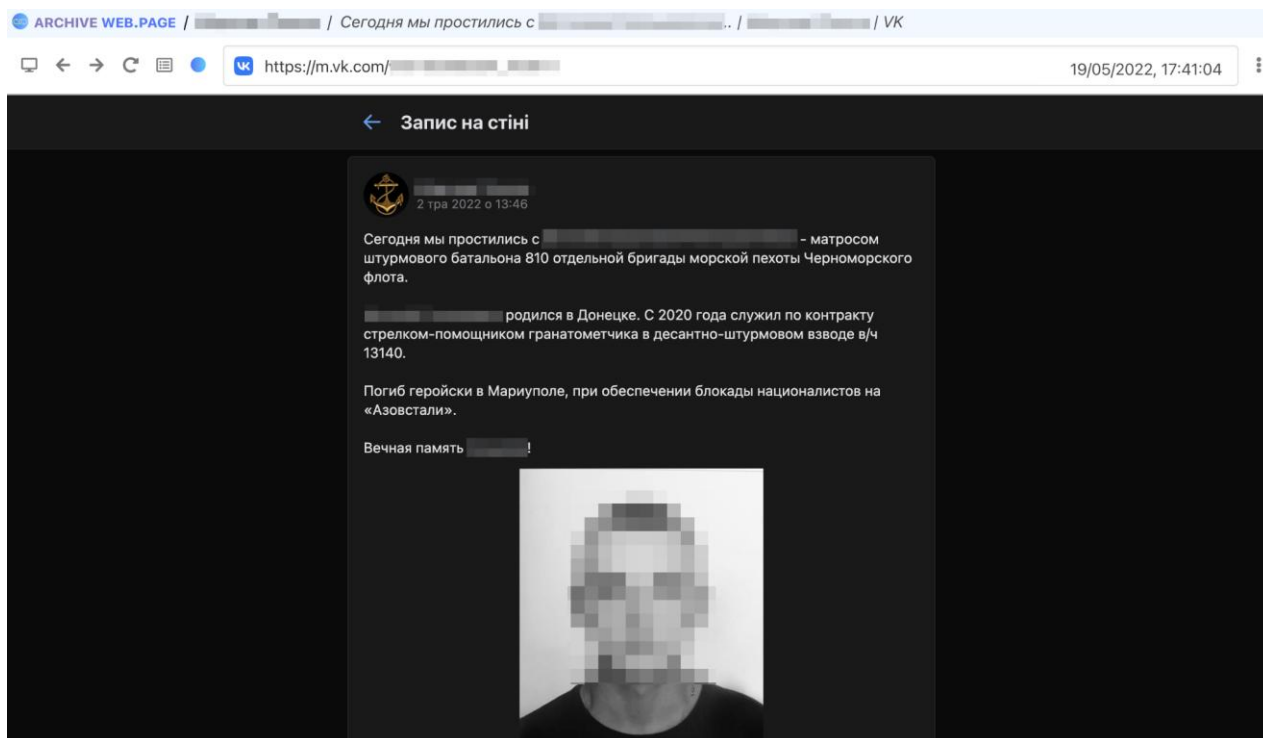 ARCHIVE WEB.PAGE / / Сегодня мы простились с .. / / VK
https://m.vk.com/
19/05/2022, 17:41:04
← Запис на стіні
2 тра 2022 о 13:46
Сегодня мы простились с - матросом
штурмового батальона 810 отдельной бригады морской пехоты Черноморского
флота.
родился в Донецке. С 2020 года служил по контракту
стрелком-помощником гранатометчика в десантно-штурмовом взводе в/ч
13140.
Погиб геройски в Мариуполе, при обеспечении блокады националистов на
«Азовстали».
Вечная память !